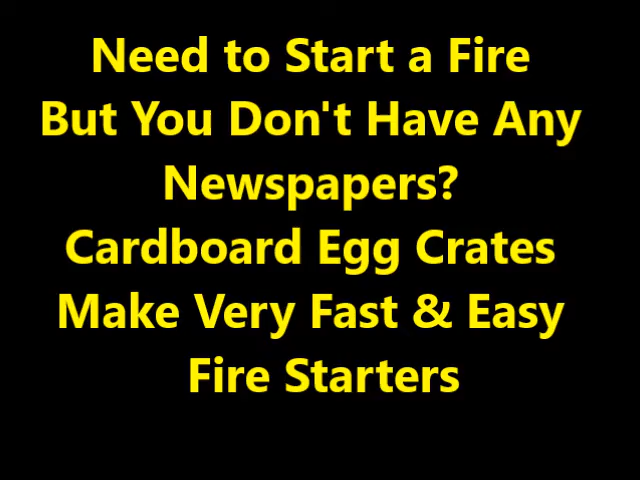 Need to Start a Fire
But You Don't Have Any
Newspapers?
Cardboard Egg Crates
Make Very Fast & Easy
Fire Starters